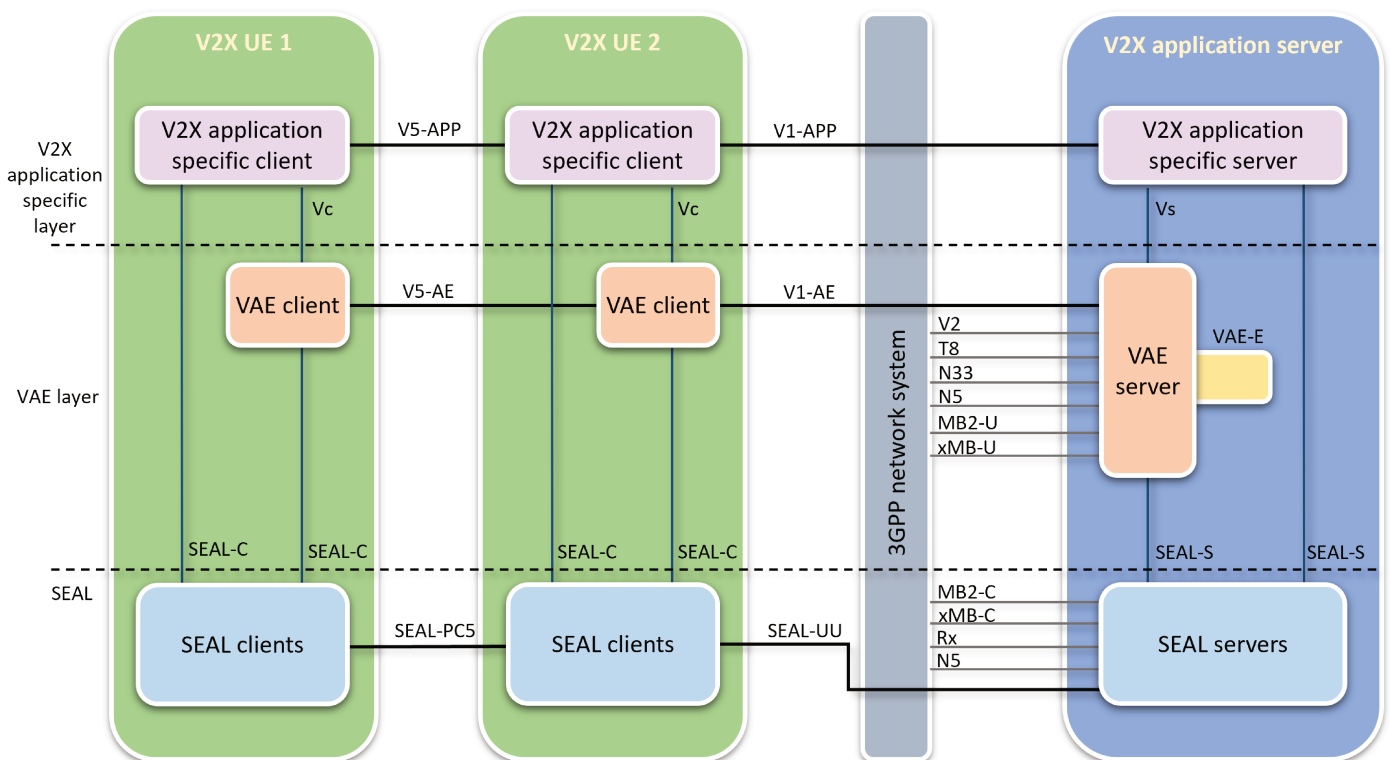 V2X UE 1
V2X UE 2
V2X application server
V2X application
specific client
V5-APP
V2X application
specific client
V1-APP
V2X application
specific server
V2X
application
specific
layer
Vc
Vc
Vs
VAE client
V5-AE
VAE client
V1-AE
V2
T8
N33
N5
MB2-U
xMB-U
VAE
server
VAE-E
3GPP network system
VAE layer
SEAL-C
SEAL-C
SEAL-C
SEAL-C
SEAL-S
SEAL-S
SEAL
SEAL clients
SEAL-PC5
SEAL clients
SEAL-UU
MB2-C
xMB-C
Rx
N5
SEAL servers